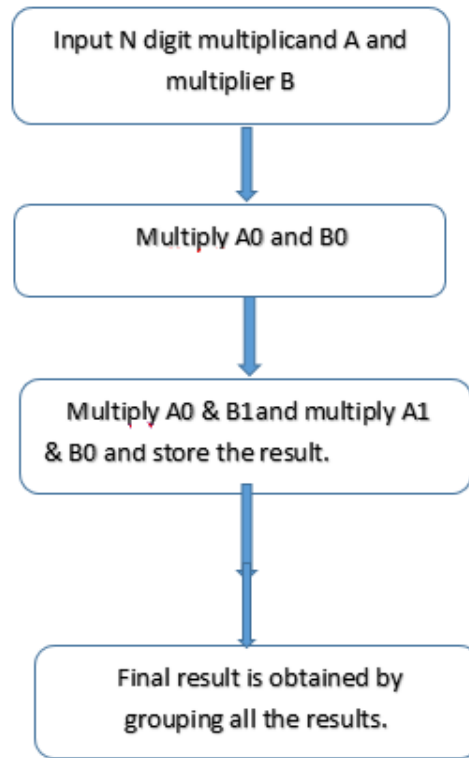 Input N digit multiplicand A and
multiplier B
Multiply A0 and B0
Multiply A0 & B1and multiply A1
& B0 and store the result.
Final result is obtained by
grouping all the results.